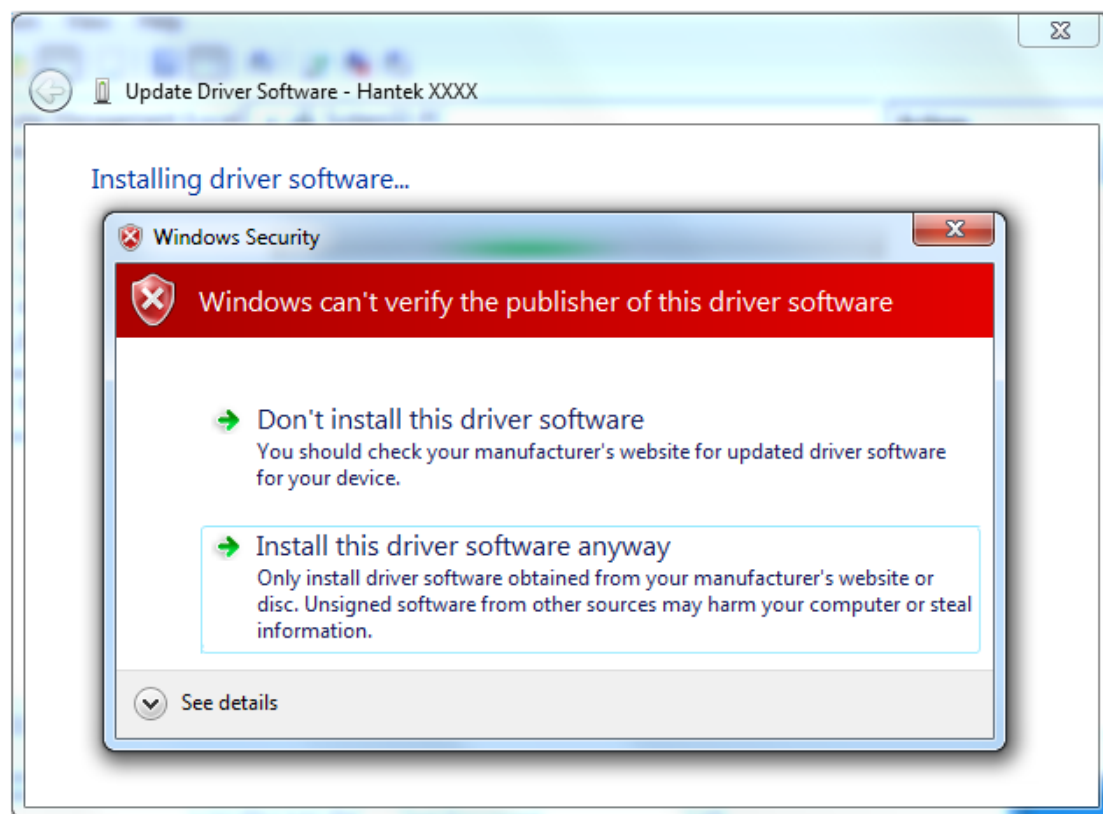 Update Driver Software - Hantek XXXX
Installing driver software...
Windows Security
Windows can't verify the publisher of this driver software
Don't install this driver software
You should check your manufacturer's website for updated driver software
for your device.
Install this driver software anyway
Only install driver software obtained from your manufacturer's website or
disc. Unsigned software from other sources may harm your computer or steal
information.
See details